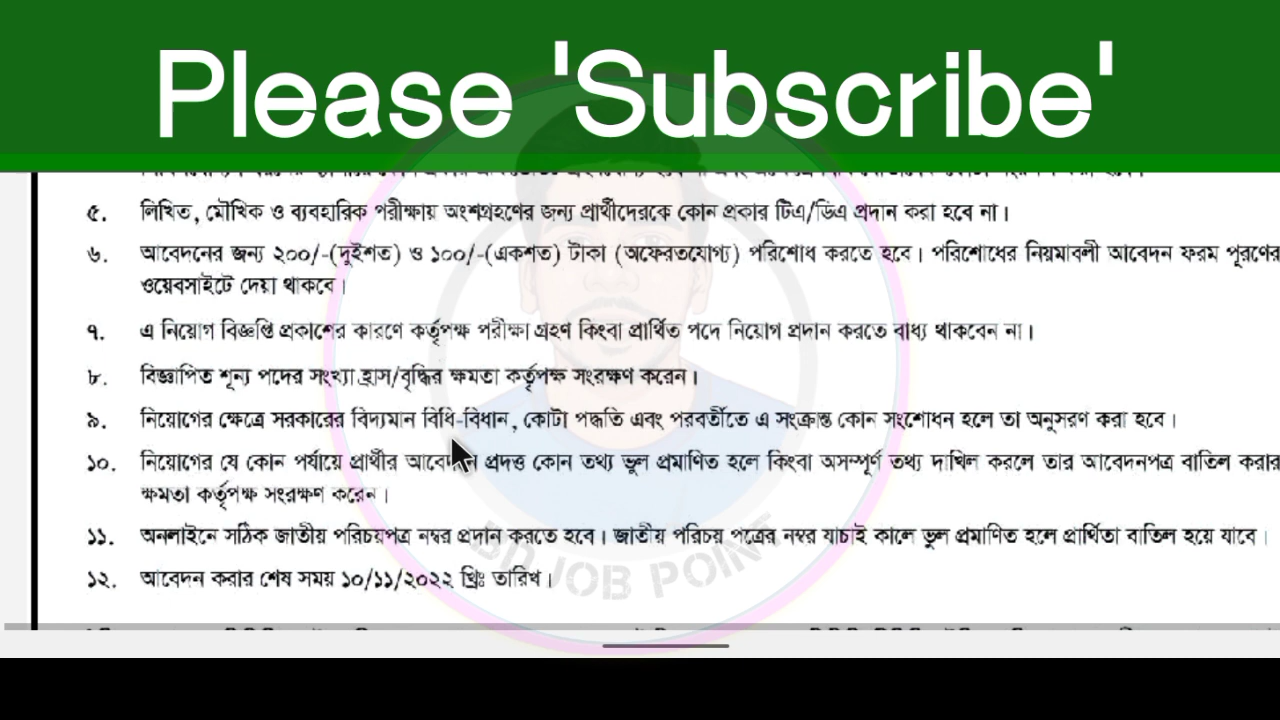 Please 'Subscribe'
৫. লিখিত, মৌখিক ও ব্যবহারিক পরীক্ষায় অংশগ্রহণের জন্য প্রার্থীদেরকে কোন প্রকার টিএ/ডিএ প্রদান করা হবে না।
৬. আবেদনের জন্য ২০০/-(দুইশত) ও ১০০/-(একশত) টাকা (অফেরতযোগ্য) পরিশোধ করতে হবে। পরিশোধের নিয়মাবলী আবেদন ফরম পূরণের
ওয়েবসাইটে দেয়া থাকবে।
৭. এ নিয়োগ বিজ্ঞপ্তি প্রকাশের কারণে কর্তৃপক্ষ পরীক্ষা গ্রহণ কিংবা প্রার্থিত পদে নিয়োগ প্রদান করতে বাধ্য থাকবেন না।
৮. বিজ্ঞাপিত শূন্য পদের সংখ্যা হ্রাস/বৃদ্ধির ক্ষমতা কর্তৃপক্ষ সংরক্ষণ করেন।
৯. নিয়োগের ক্ষেত্রে সরকারের বিদ্যমান বিধি-বিধান, কোটা পদ্ধতি এবং পরবর্তীতে এ সংক্রান্ত কোন সংশোধন হলে তা অনুসরণ করা হবে।
১০. নিয়োগের যে কোন পর্যায়ে প্রার্থীর প্রদত্ত কোন তথ্য ভুল প্রমাণিত হলে কিংবা অসম্পূর্ণ তথ্য দাখিল করলে তার আবেদনপত্র বাতিল করার
ক্ষমতা কর্তৃপক্ষ সংরক্ষণ করেন।
১১. অনলাইনে সঠিক জাতীয় পরিচয়পত্র নম্বর প্রদান করতে হবে। জাতীয় পরিচয় পত্রের নম্বর যাচাই কালে ভুল প্রমাণিত হলে প্রার্থিতা বাতিল হয়ে যাবে।
১২. আবেদন করার শেষ সময় ১০/১১/২০২২ খ্রিঃ তারিখ।
BD JOB POINT